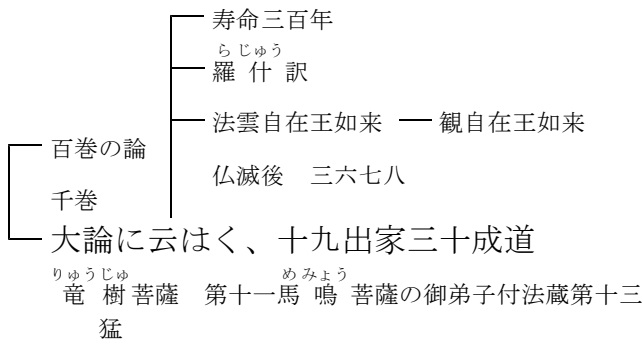 寿命三百年
羅什訳
らじゅう
法雲自在王如来 観自在王如来
百巻の論
仏滅後 三六七八
千巻
大論に云はく、十九出家三十成道
竜樹菩薩 第十一馬鳴菩薩の御弟子付法蔵第十三
りゅうじゅ めみょう
猛